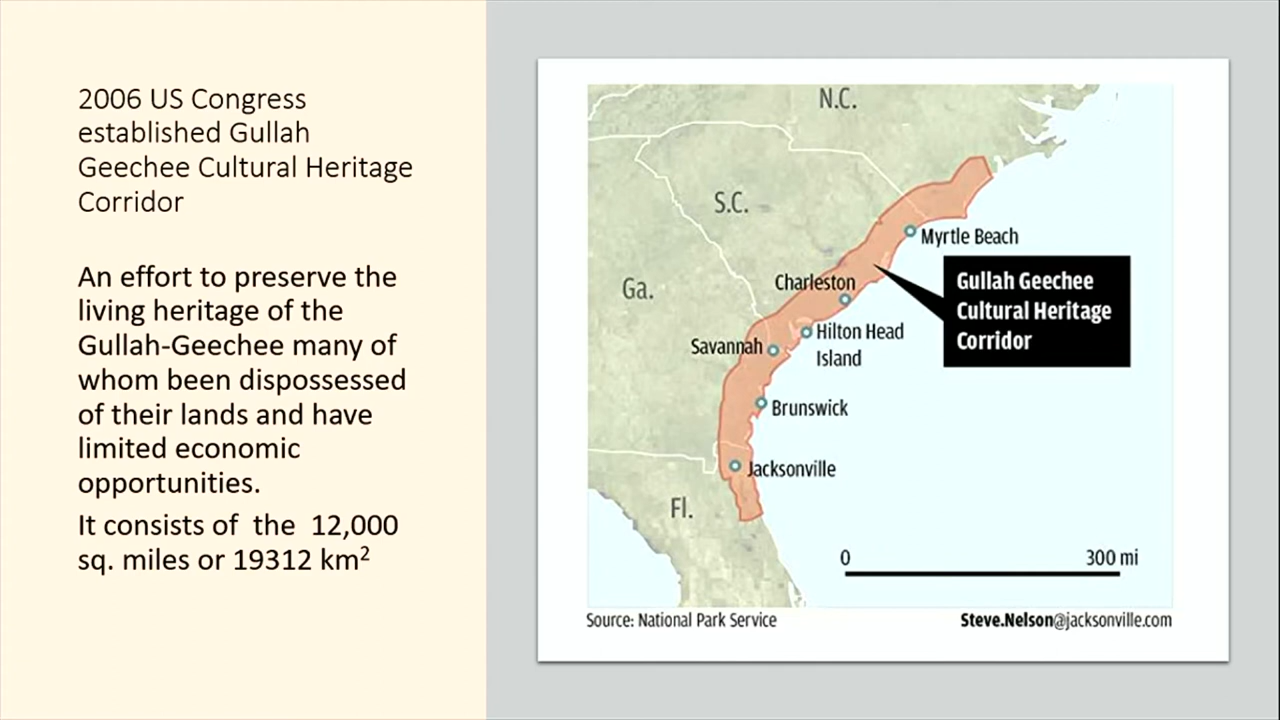 2006 US Congress
established Gullah
Geechee Cultural Heritage
Corridor
An effort to preserve the
living heritage of the
Gullah-Geechee many of
whom been dispossessed
of their lands and have
limited economic
opportunities.
It consists of the 12,000
sq. miles or 19312 km²
N.C.
S.C.
Myrtle Beach
Gullah Geechee
Cultural Heritage
Corridor
Charleston
Ga.
Hilton Head
Island
Savannah
Brunswick
Jacksonville
Fl.
0 300 mi
Source: National Park Service
Steve.Nelson@jacksonville.com